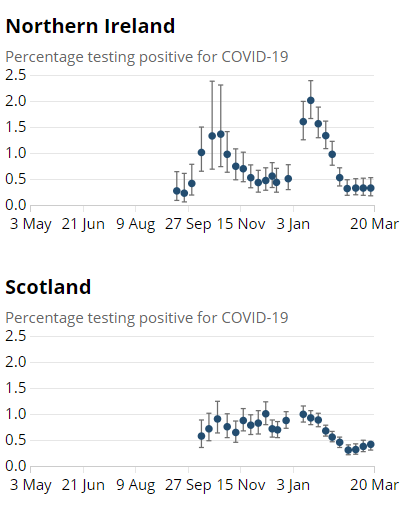 Northern Ireland
Percentage testing positive for COVID-19
2.5
2.0
1.5
1.0
0.5
0.0
3 May 21 Jun 9 Aug 27 Sep 15 Nov 3 Jan 20 Mar
Scotland
Percentage testing positive for COVID-19
2.5
2.0
1.5
1.0
0.5
0.0
3 May 21 Jun 9 Aug 27 Sep 15 Nov 3 Jan 20 Mar